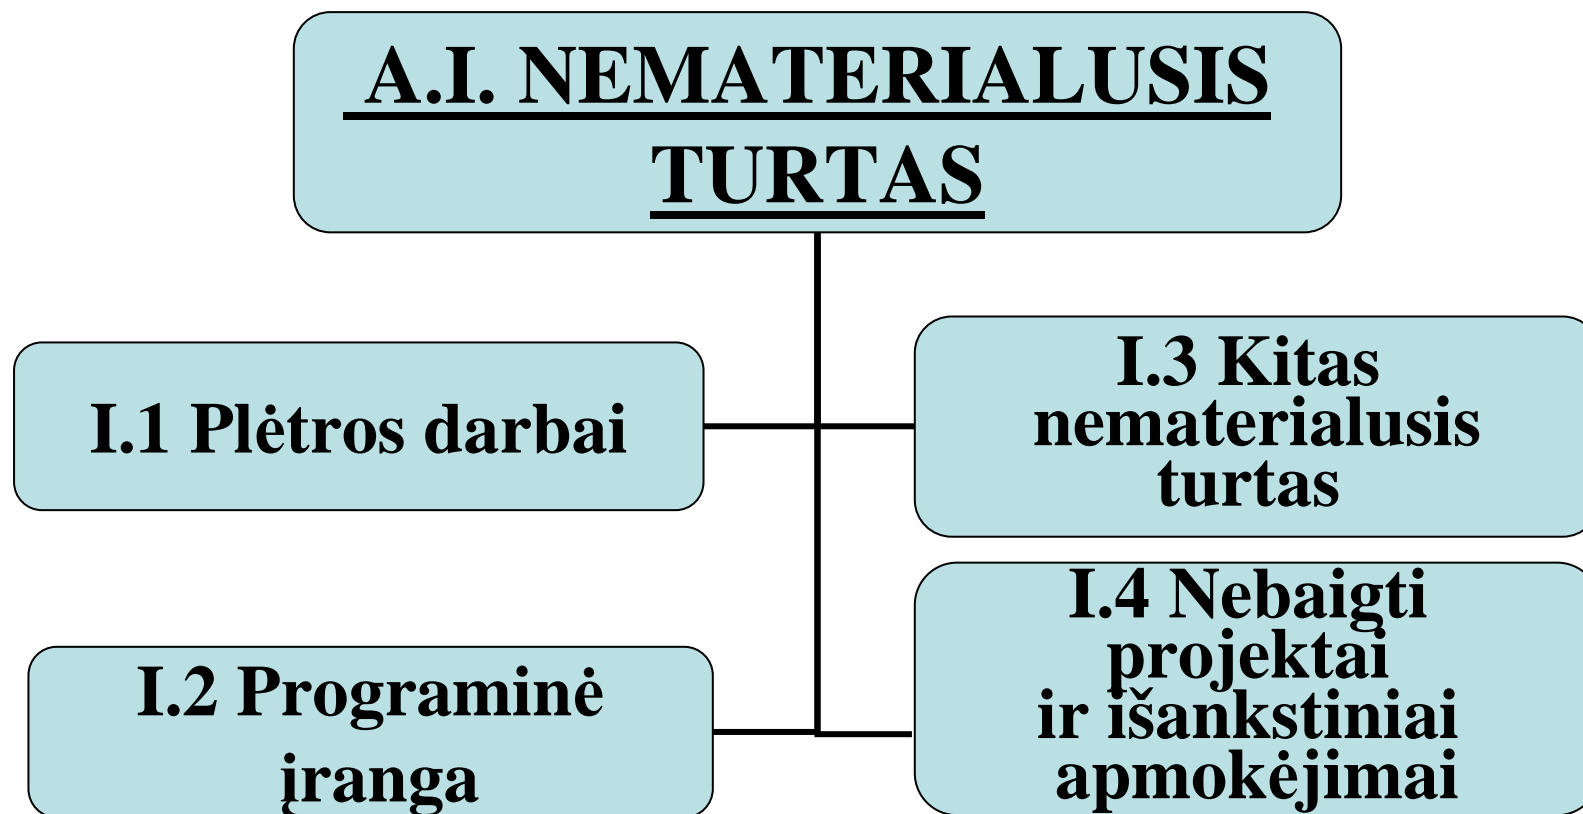 A.I. NEMATERIALUSIS
TURTAS
I.1 Plėtros darbai
I.2 Programinė
įranga
I.3 Kitas
nematerialusis
turtas
I.4 Nebaigti
projektai
ir išankstiniai
apmokėjimai